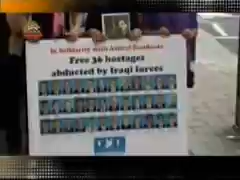 In Solidarity with Ashraf Residents
Free 36 hostages
abducted by Iraqi forces